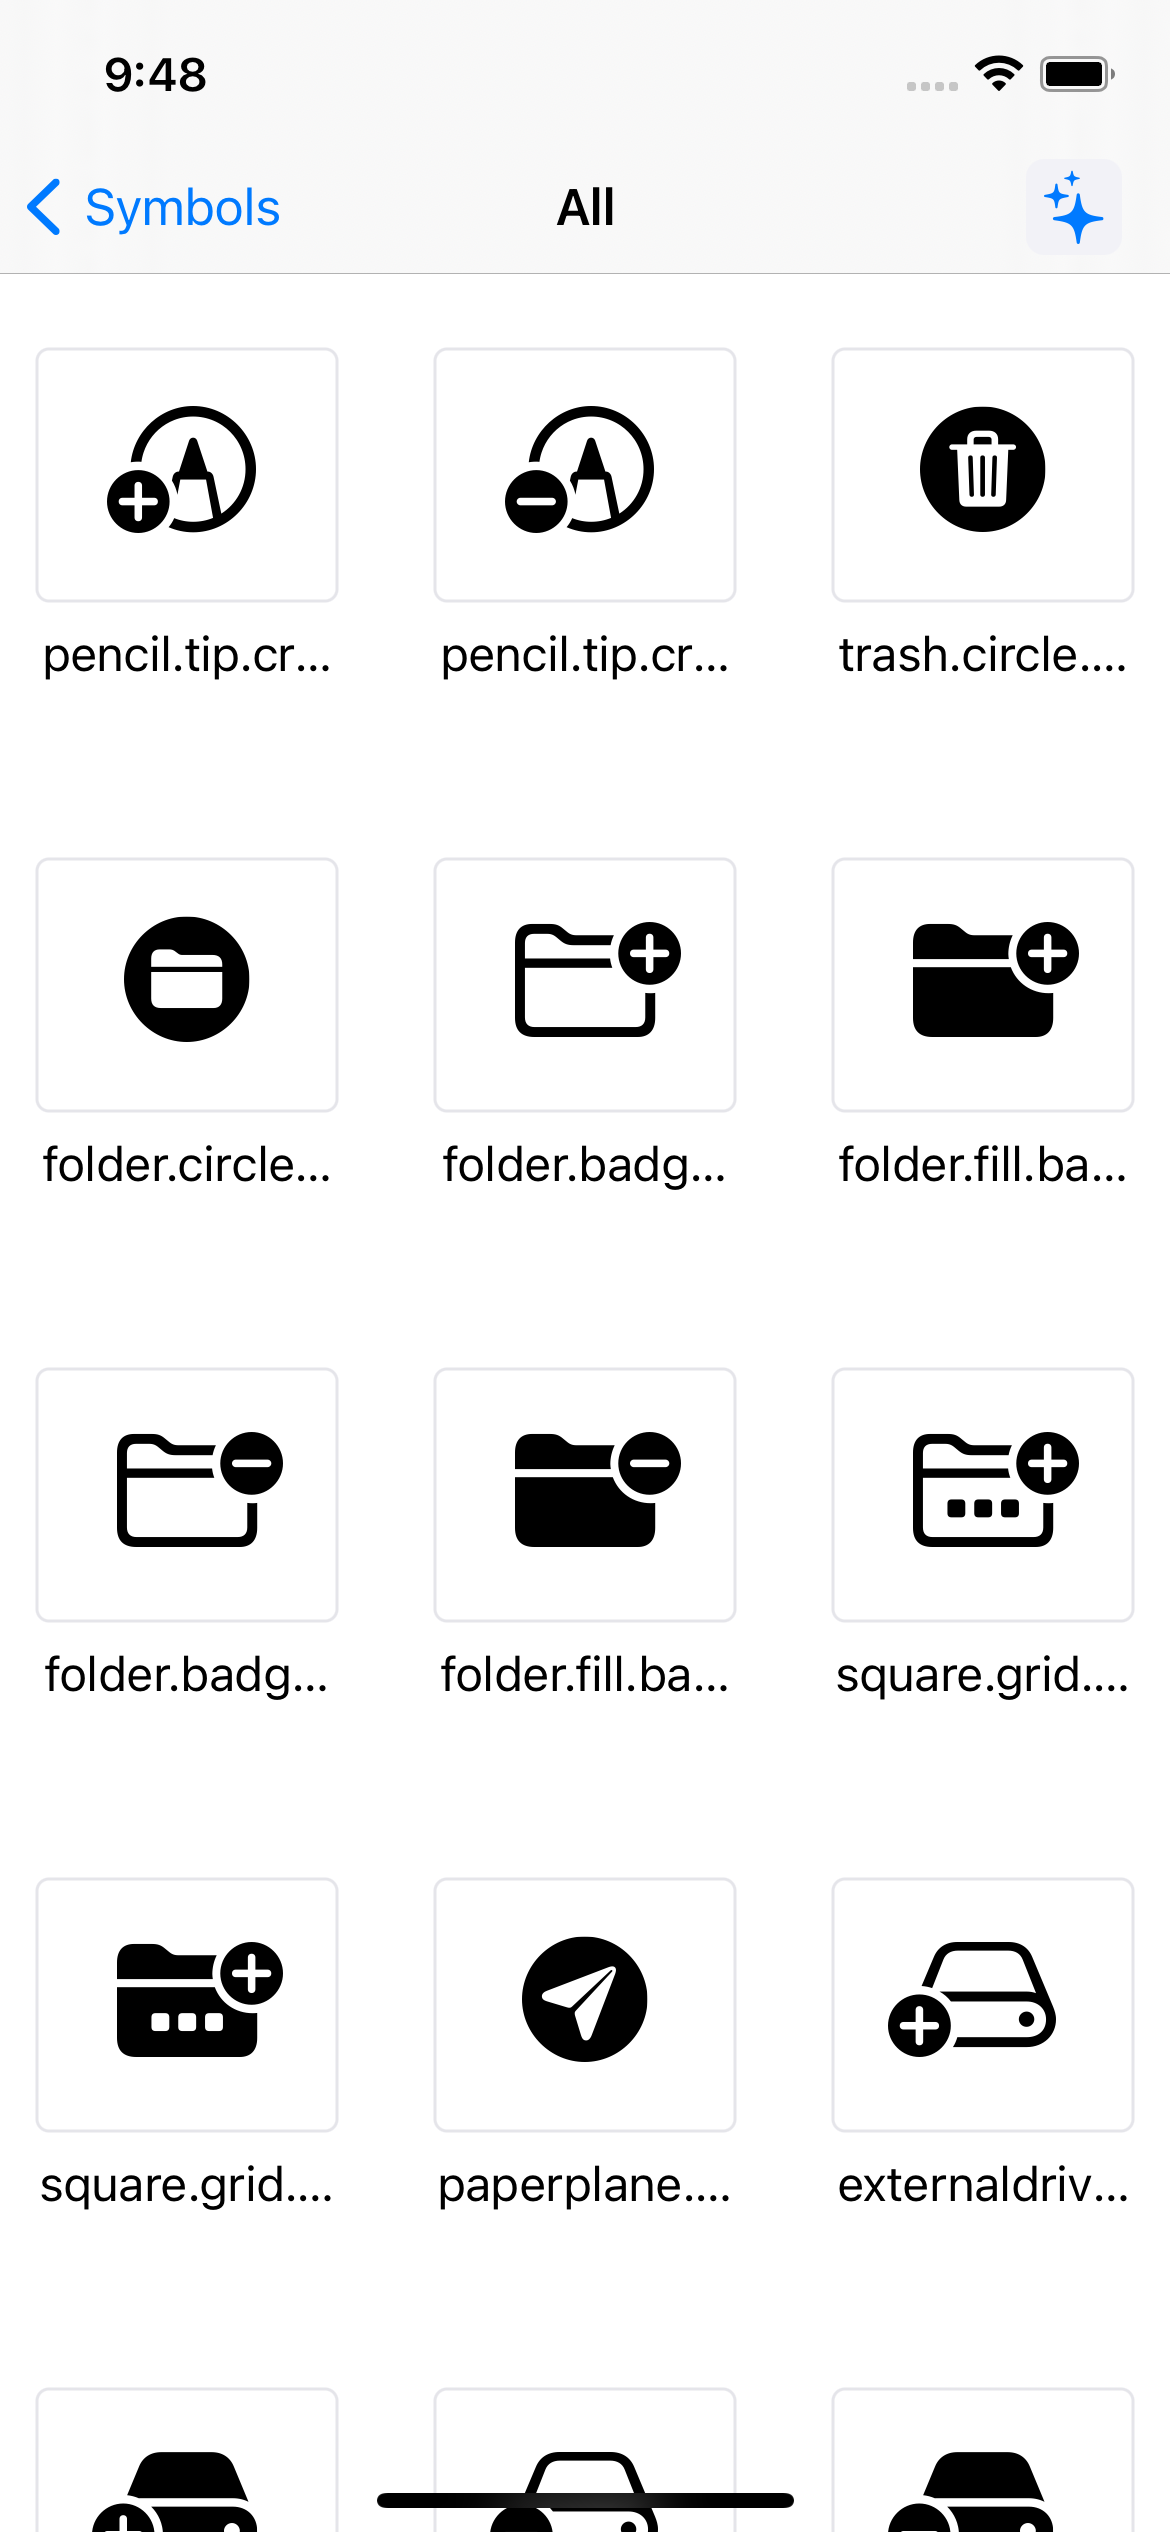 9:48
Symbols
All
pencil.tip.cr...
pencil.tip.cr...
trash.circle....
folder.circle...
folder.badg...
folder.fill.ba...
folder.badg...
folder.fill.ba...
square.grid....
square.grid....
paperplane....
externaldriv...